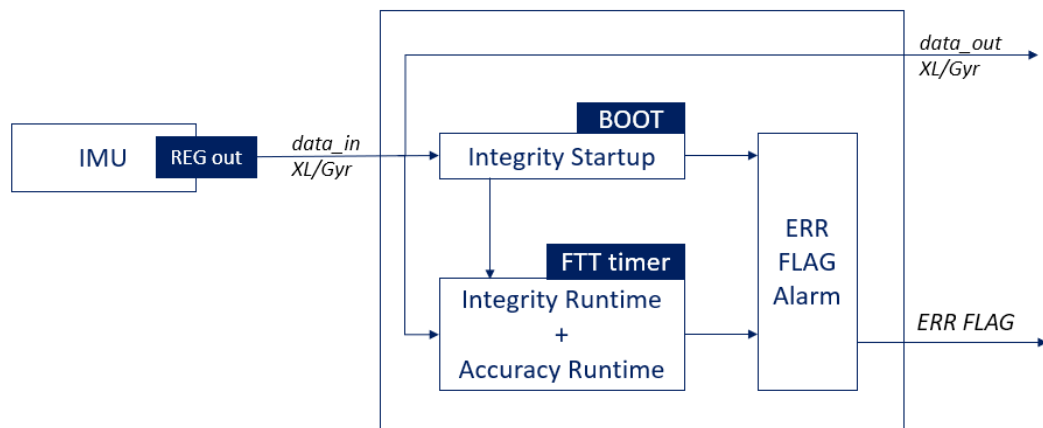 data_out
XL/Gyr
BOOT
IMU
REG out
data_in
XL/Gyr
Integrity Startup
ERR
FLAG
Alarm
FTT timer
Integrity Runtime
+
Accuracy Runtime
ERR FLAG